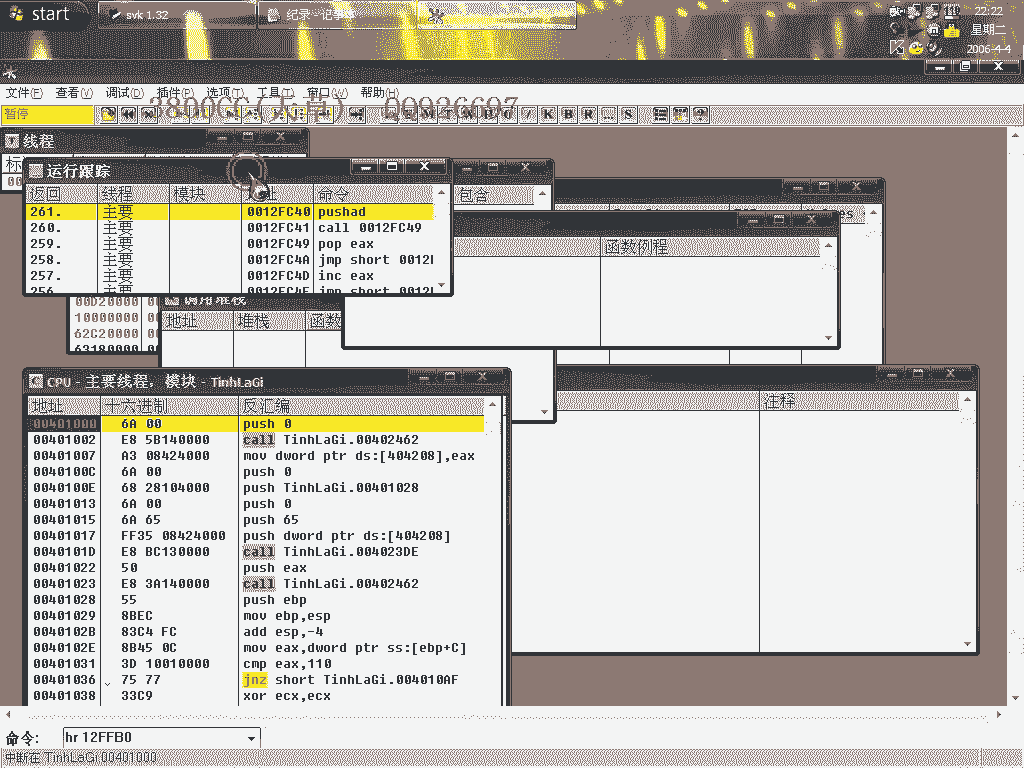 start
svk 1.32
纪录 - 记事本
22:22
星期二
2006-4-4
文件(F) 查看(V) 调试(D) 插件(P) 选项(T) 工具(T) 窗口(W) 帮助(H)
3800CC(天草) QQ926697
暂停
K B R ... S
线程
运行跟踪
返回 线程 模块 命令
261. 主要 0012FC40 pushad
260. 主要 0012FC41 call 0012FC49
259. 主要 0012FC49 pop eax
258. 主要 0012FC4A jmp short 0012
257. 主要 0012FC4D inc eax
256. 主要 0012FC4E jmp short 0012
包含
函数例程
00D20000
10000000
62C20000
63180000
调用堆栈
地址 堆栈 函数
CPU - 主要线程, 模块 - TinhLaGi
地址 十六进制 反汇编
注释
00401000 6A 00 push 0
00401002 E8 5B140000 call TinhLaGi.00402462
00401007 A3 08424000 mov dword ptr ds:[404208],eax
0040100C 6A 00 push 0
0040100E 68 28104000 push TinhLaGi.00401028
00401013 6A 00 push 0
00401015 6A 65 push 65
00401017 FF35 08424000 push dword ptr ds:[404208]
0040101D E8 BC130000 call TinhLaGi.004023DE
00401022 50 push eax
00401023 E8 3A140000 call TinhLaGi.00402462
00401028 55 push ebp
00401029 8BEC mov ebp,esp
0040102B 83C4 FC add esp,-4
0040102E 8B45 0C mov eax,dword ptr ss:[ebp+C]
00401031 3D 10010000 cmp eax,110
00401036 75 77 jnz short TinhLaGi.004010AF
00401038 33C9 xor ecx,ecx
命令: hr 12FFB0
中断在 TinhLaGi.00401000